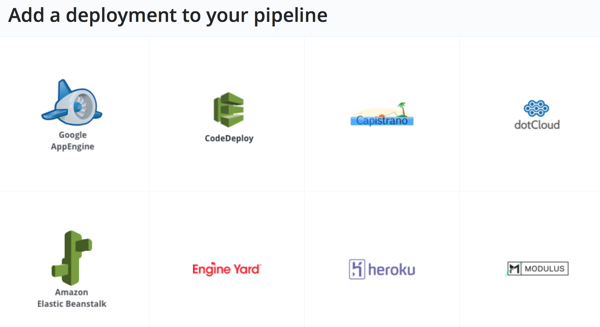 Add a deployment to your pipeline
Google
AppEngine
CodeDeploy
Capistrano
dotCloud
Amazon
Elastic Beanstalk
Engine Yard
heroku
MODULUS